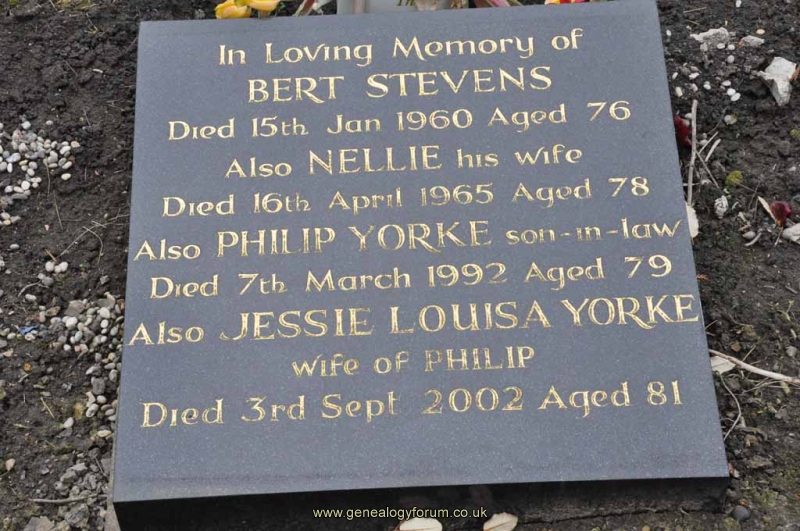 In Loving Memory of
BERT STEVENS
Died 15th Jan 1960 Aged 76
Also NELLIE his wife
Died 16th April 1965 Aged 78
Also PHILIP YORKE son-in-law
Died 7th March 1992 Aged 79
Also JESSIE LOUISA YORKE
wife of PHILIP
Died 3rd Sept 2002 Aged 81
www.genealogyforum.co.uk